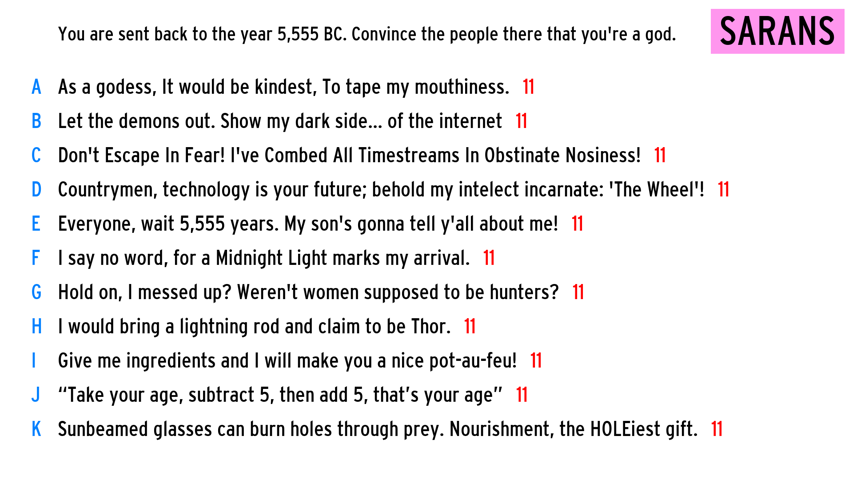 You are sent back to the year 5,555 BC. Convince the people there that you're a god.
SARANS
A As a godess, It would be kindest, To tape my mouthiness. 11
B Let the demons out. Show my dark side... of the internet 11
C Don't Escape In Fear! I've Combed All Timestreams In Obstinate Nosiness! 11
D Countrymen, technology is your future; behold my intelect incarnate: 'The Wheel'! 11
E Everyone, wait 5,555 years. My son's gonna tell y'all about me! 11
F I say no word, for a Midnight Light marks my arrival. 11
G Hold on, I messed up? Weren't women supposed to be hunters? 11
H I would bring a lightning rod and claim to be Thor. 11
I Give me ingredients and I will make you a nice pot-au-feu! 11
J “Take your age, subtract 5, then add 5, that’s your age” 11
K Sunbeamed glasses can burn holes through prey. Nourishment, the HOLEiest gift. 11